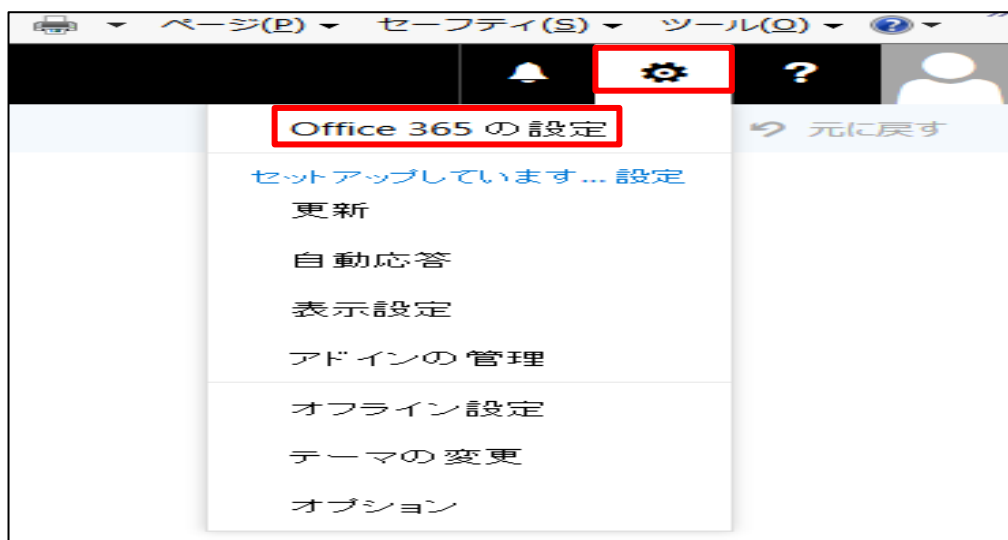 ページ(P) セーフティ(S) ツール(O)
Office 365 の設定
元に戻す
セットアップしています... 設定
更新
自動応答
表示設定
アドインの管理
オフライン設定
テーマの変更
オプション